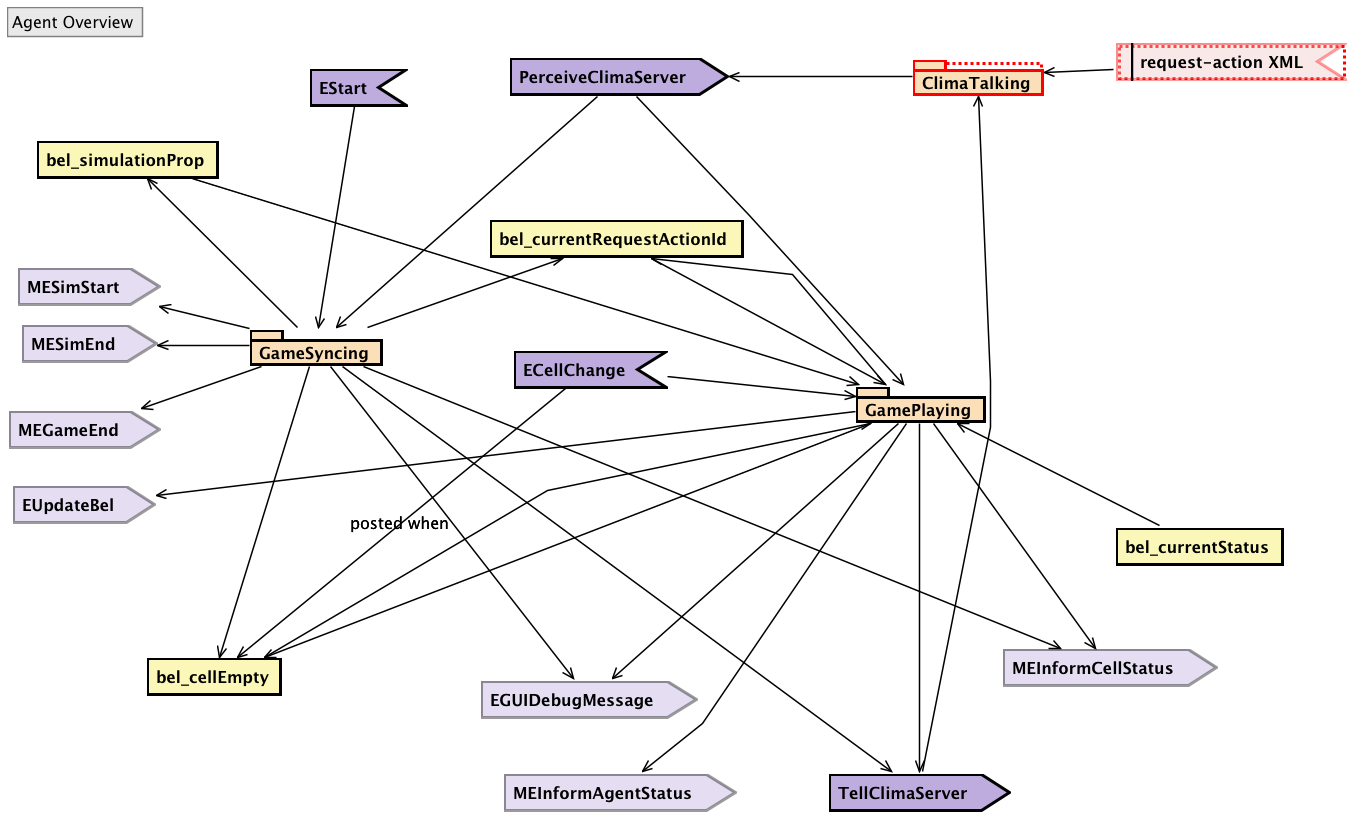 Agent Overview
request-action XML
PerceiveClimaServer
ClimaTalking
EStart
bel_simulationProp
bel_currentRequestActionId
MESimStart
MESimEnd
GameSyncing
ECellChange
GamePlaying
MEGameEnd
EUpdateBel
posted when
bel_currentStatus
bel_cellEmpty
MEInformCellStatus
EGUIDebugMessage
MEInformAgentStatus
TellClimaServer